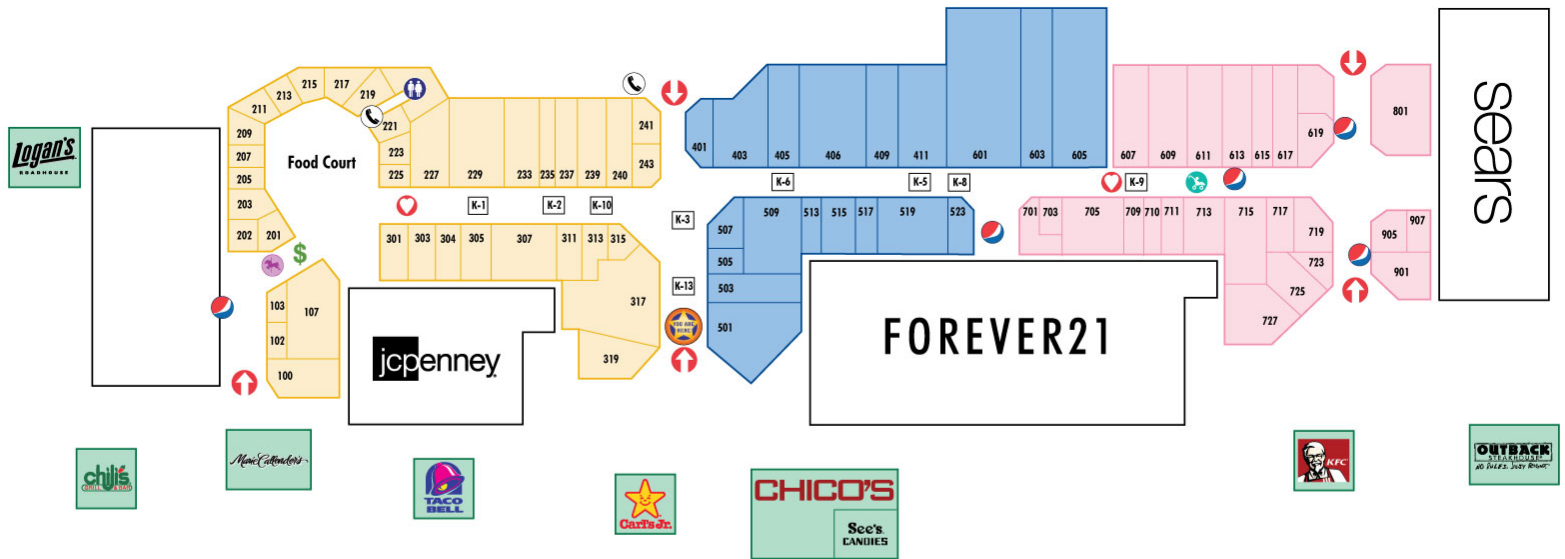 215
217
213
219
211
221
209
207
205
203
202
201
Food Court
223
225
227
229
233
235
237
239
240
241
243
401
403
405
406
409
411
601
603
605
607
609
611
613
615
617
619
801
sears
Logan's
ROADHOUSE
K-1
K-2
K-10
K-3
K-6
K-5
K-8
K-9
$
301
303
304
305
307
311
313
315
317
319
K-13
YOU ARE
HERE!
507
505
503
501
509
513
515
517
519
523
701
703
705
709
710
711
713
715
717
719
723
725
727
905
907
901
103
107
102
100
jcpenney
FOREVER21
chili's
GRILL & BAR
Marie Callender's
TACO
BELL
Carl's Jr.
CHICO'S
See's
CANDIES
KFC
OUTBACK
STEAKHOUSE
NO RULES. JUST RIGHT.